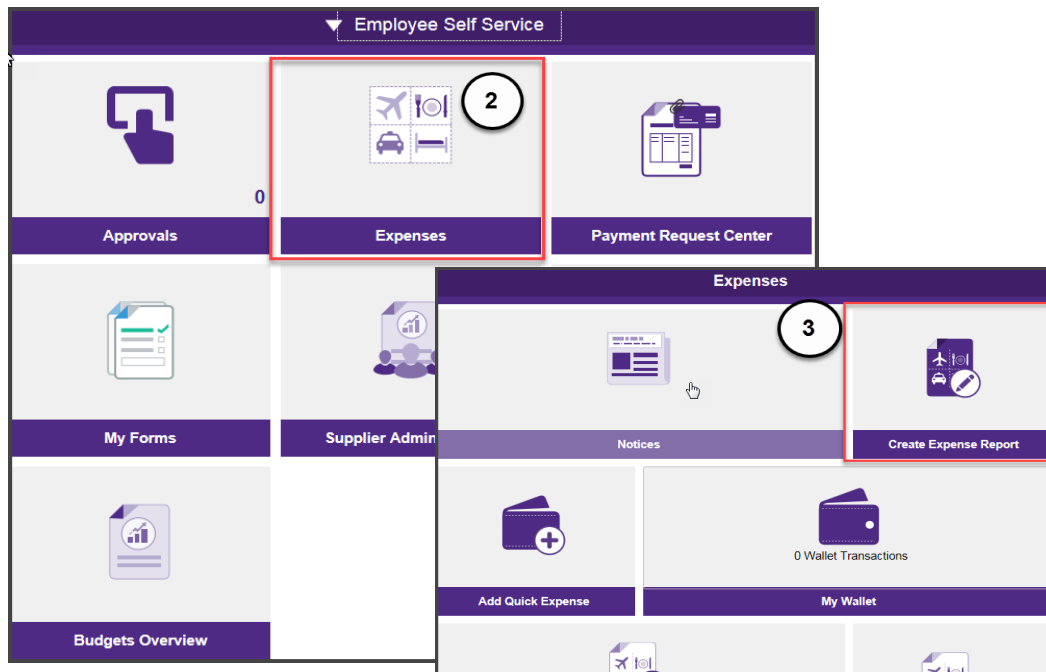 Employee Self Service
2
0
Approvals
Expenses
Payment Request Center
My Forms
Supplier Admin
Budgets Overview
Expenses
3
Notices
Create Expense Report
0 Wallet Transactions
Add Quick Expense
My Wallet